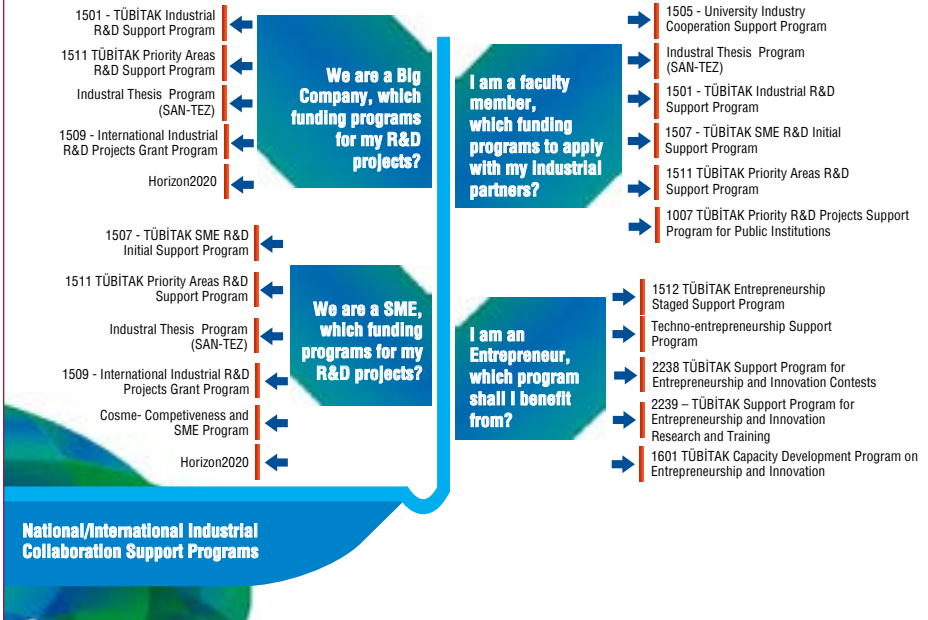 1501 - TÜBİTAK Industrial
R&D Support Program
1511 TÜBİTAK Priority Areas
R&D Support Program
Industral Thesis Program
(SAN-TEZ)
1509 - International Industrial
R&D Projects Grant Program
Horizon2020
We are a Big
Company, which
funding programs
for my R&D
projects?
I am a faculty
member,
which funding
programs to apply
with my industrial
partners?
1505 - University Industry
Cooperation Support Program
Industral Thesis Program
(SAN-TEZ)
1501 - TÜBİTAK Industrial R&D
Support Program
1507 - TÜBİTAK SME R&D Initial
Support Program
1511 TÜBİTAK Priority Areas R&D
Support Program
1007 TÜBİTAK Priority R&D Projects Support
Program for Public Institutions
1507 - TÜBİTAK SME R&D
Initial Support Program
1511 TÜBİTAK Priority Areas R&D
Support Program
Industral Thesis Program
(SAN-TEZ)
1509 - International Industrial R&D
Projects Grant Program
Cosme- Competiveness and
SME Program
Horizon2020
We are a SME,
which funding
programs for my
R&D projects?
I am an
Entrepreneur,
which program
shall I benefit
from?
1512 TÜBİTAK Entrepreneurship
Staged Support Program
Techno-entrepreneurship Support
Program
2238 TÜBİTAK Support Program for
Entrepreneurship and Innovation Contests
2239 – TÜBİTAK Support Program for
Entrepreneurship and Innovation
Research and Training
1601 TÜBİTAK Capacity Development Program on
Entrepreneurship and Innovation
National/International Industrial
Collaboration Support Programs